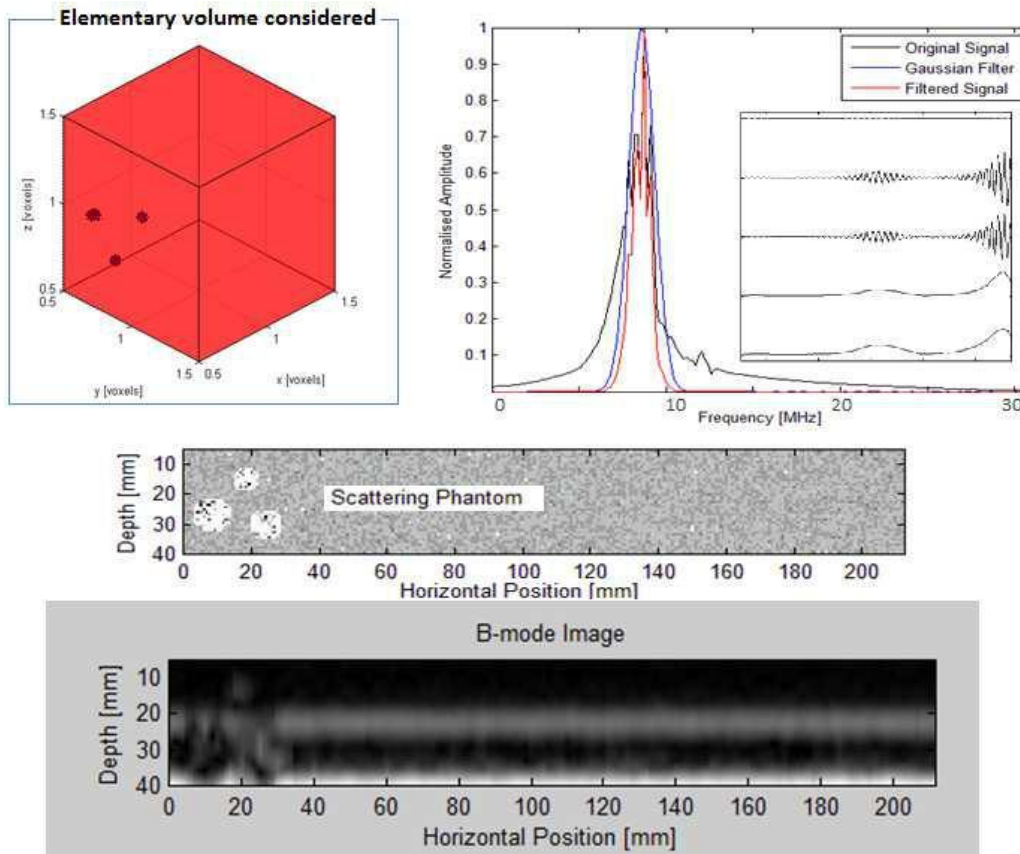 Elementary volume considered
1.5
1
0.5
0.5
1
1.5
0.5
1
1.5
z [voxels]
y [voxels]
x [voxels]
Original Signal
Gaussian Filter
Filtered Signal
1
0.9
0.8
0.7
0.6
0.5
0.4
0.3
0.2
0.1
Normalised Amplitude
0 10 20 30
Frequency [MHz]
Scattering Phantom
Depth [mm]
10
20
30
40
0 20 40 60 80 100 120 140 160 180 200
Horizontal Position [mm]
B-mode Image
Depth [mm]
10
20
30
40
0 20 40 60 80 100 120 140 160 180 200
Horizontal Position [mm]